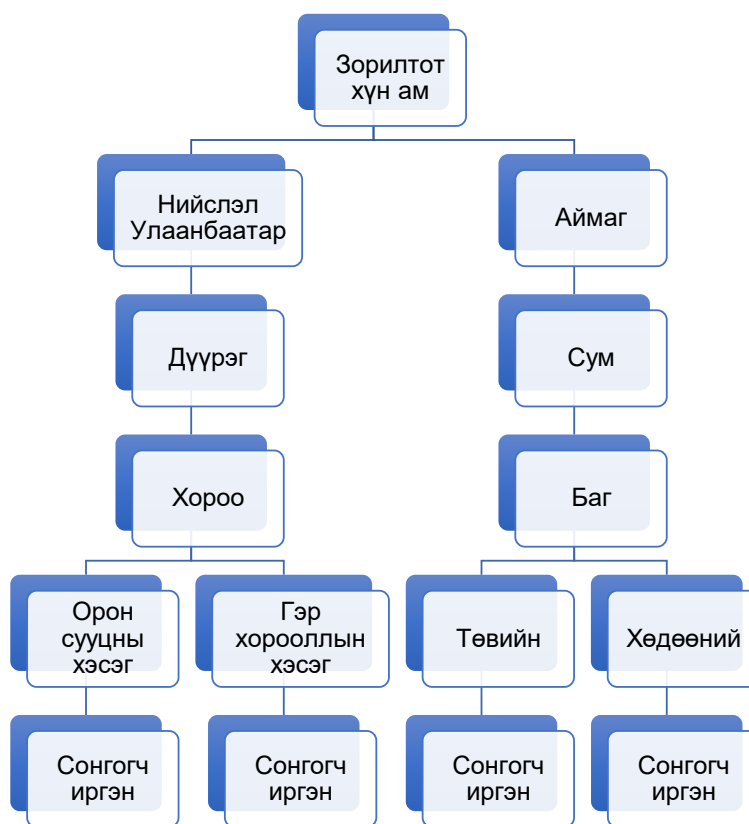 Зорилтот
хүн ам
Нийслэл
Улаанбаатар
Аймаг
Дүүрэг
Сум
Хороо
Баг
Орон
сууцны
хэсэг
Гэр
хорооллын
хэсэг
Төвийн
Хөдөөний
Сонгогч
иргэн
Сонгогч
иргэн
Сонгогч
иргэн
Сонгогч
иргэн